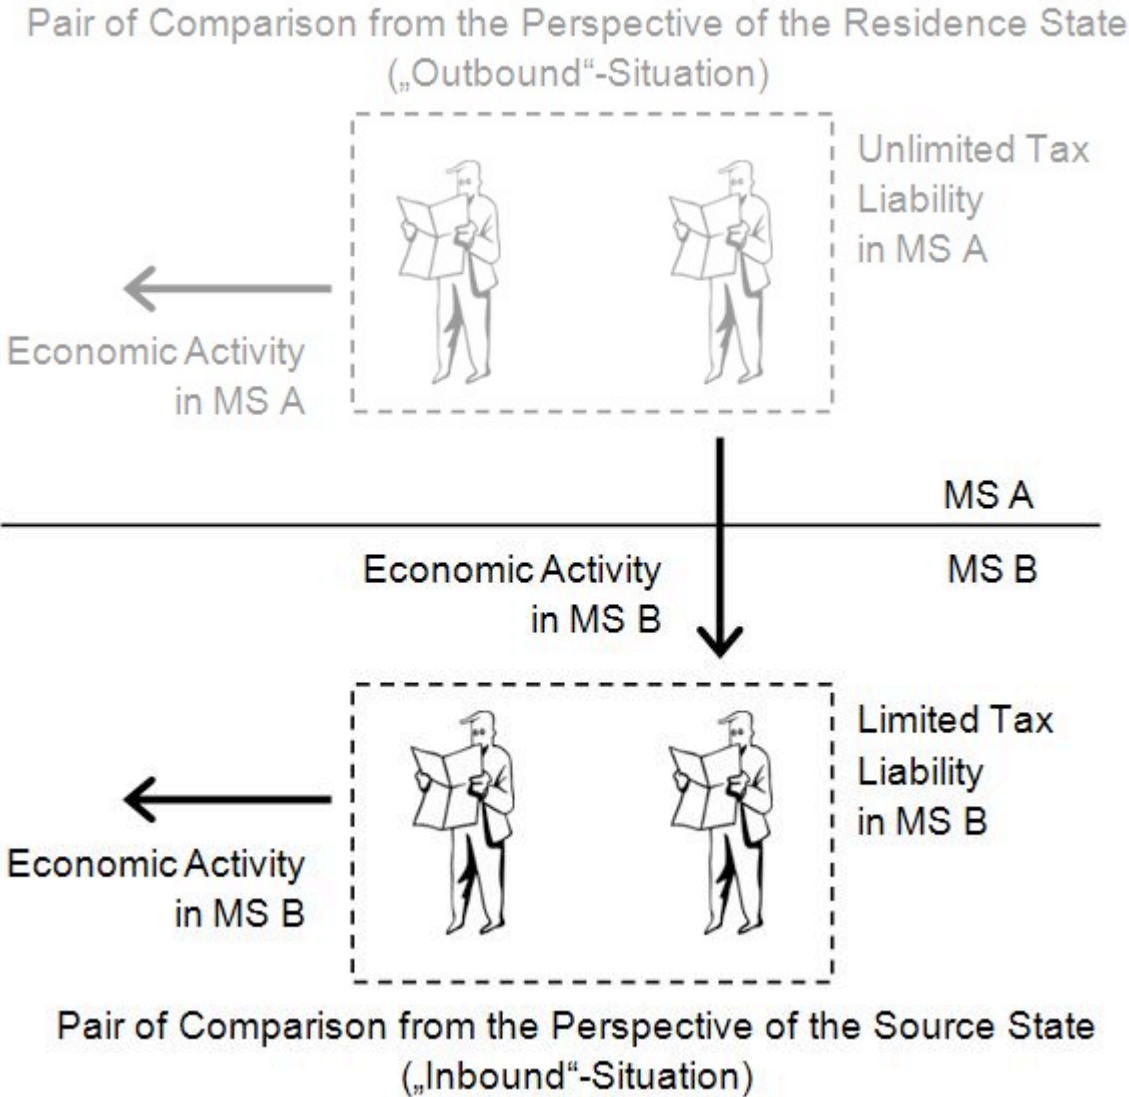 Pair of Comparison from the Perspective of the Residence State
(„Outbound“-Situation)
Unlimited Tax
Liability
in MS A
Economic Activity
in MS A
MS A
Economic Activity
in MS B
MS B
Limited Tax
Liability
in MS B
Economic Activity
in MS B
Pair of Comparison from the Perspective of the Source State
(„Inbound“-Situation)